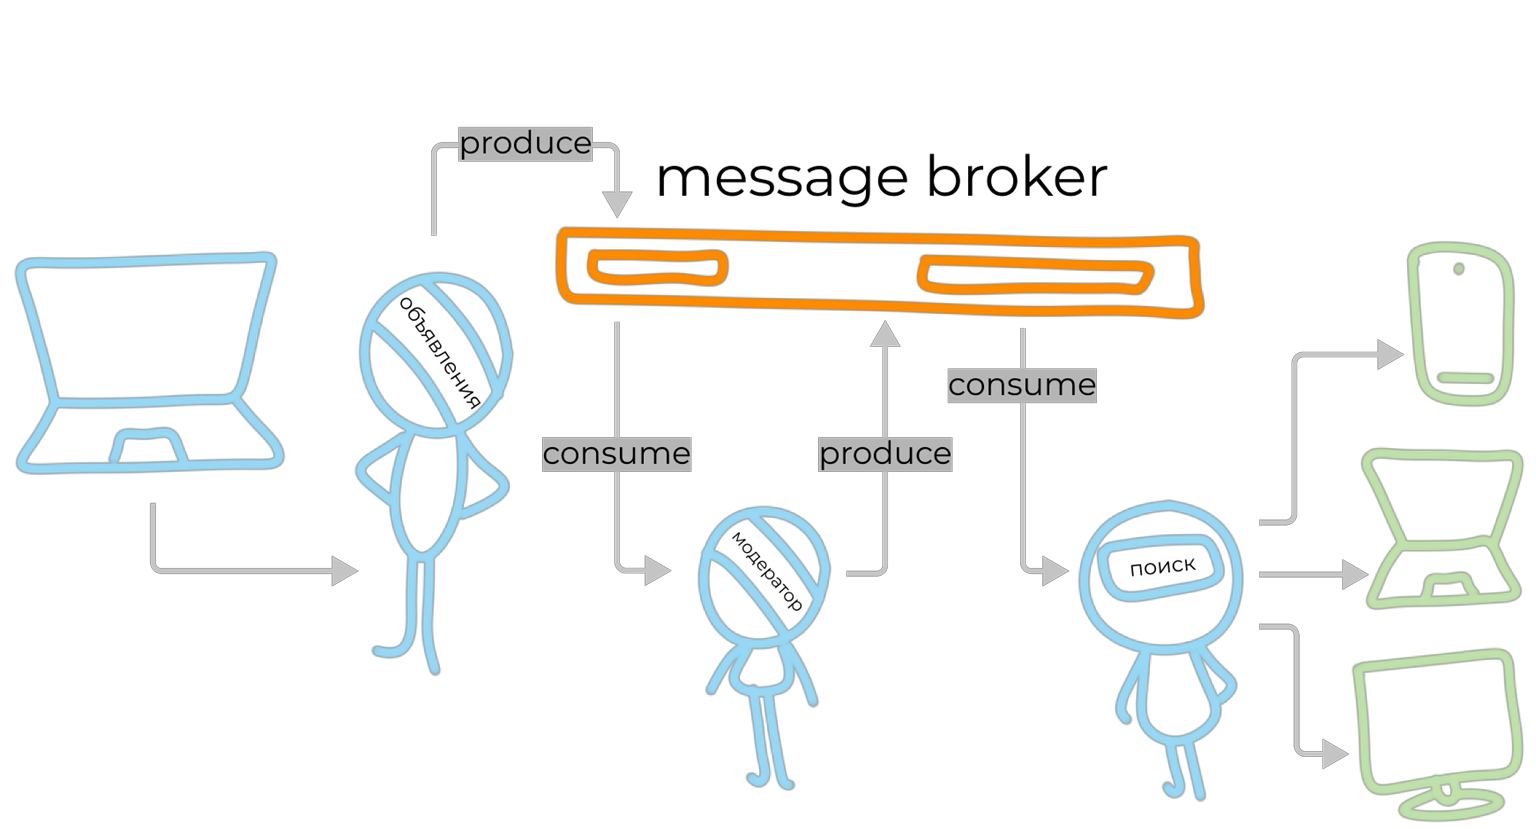 produce
message broker
объявления
consume
consume
produce
модератор
поиск